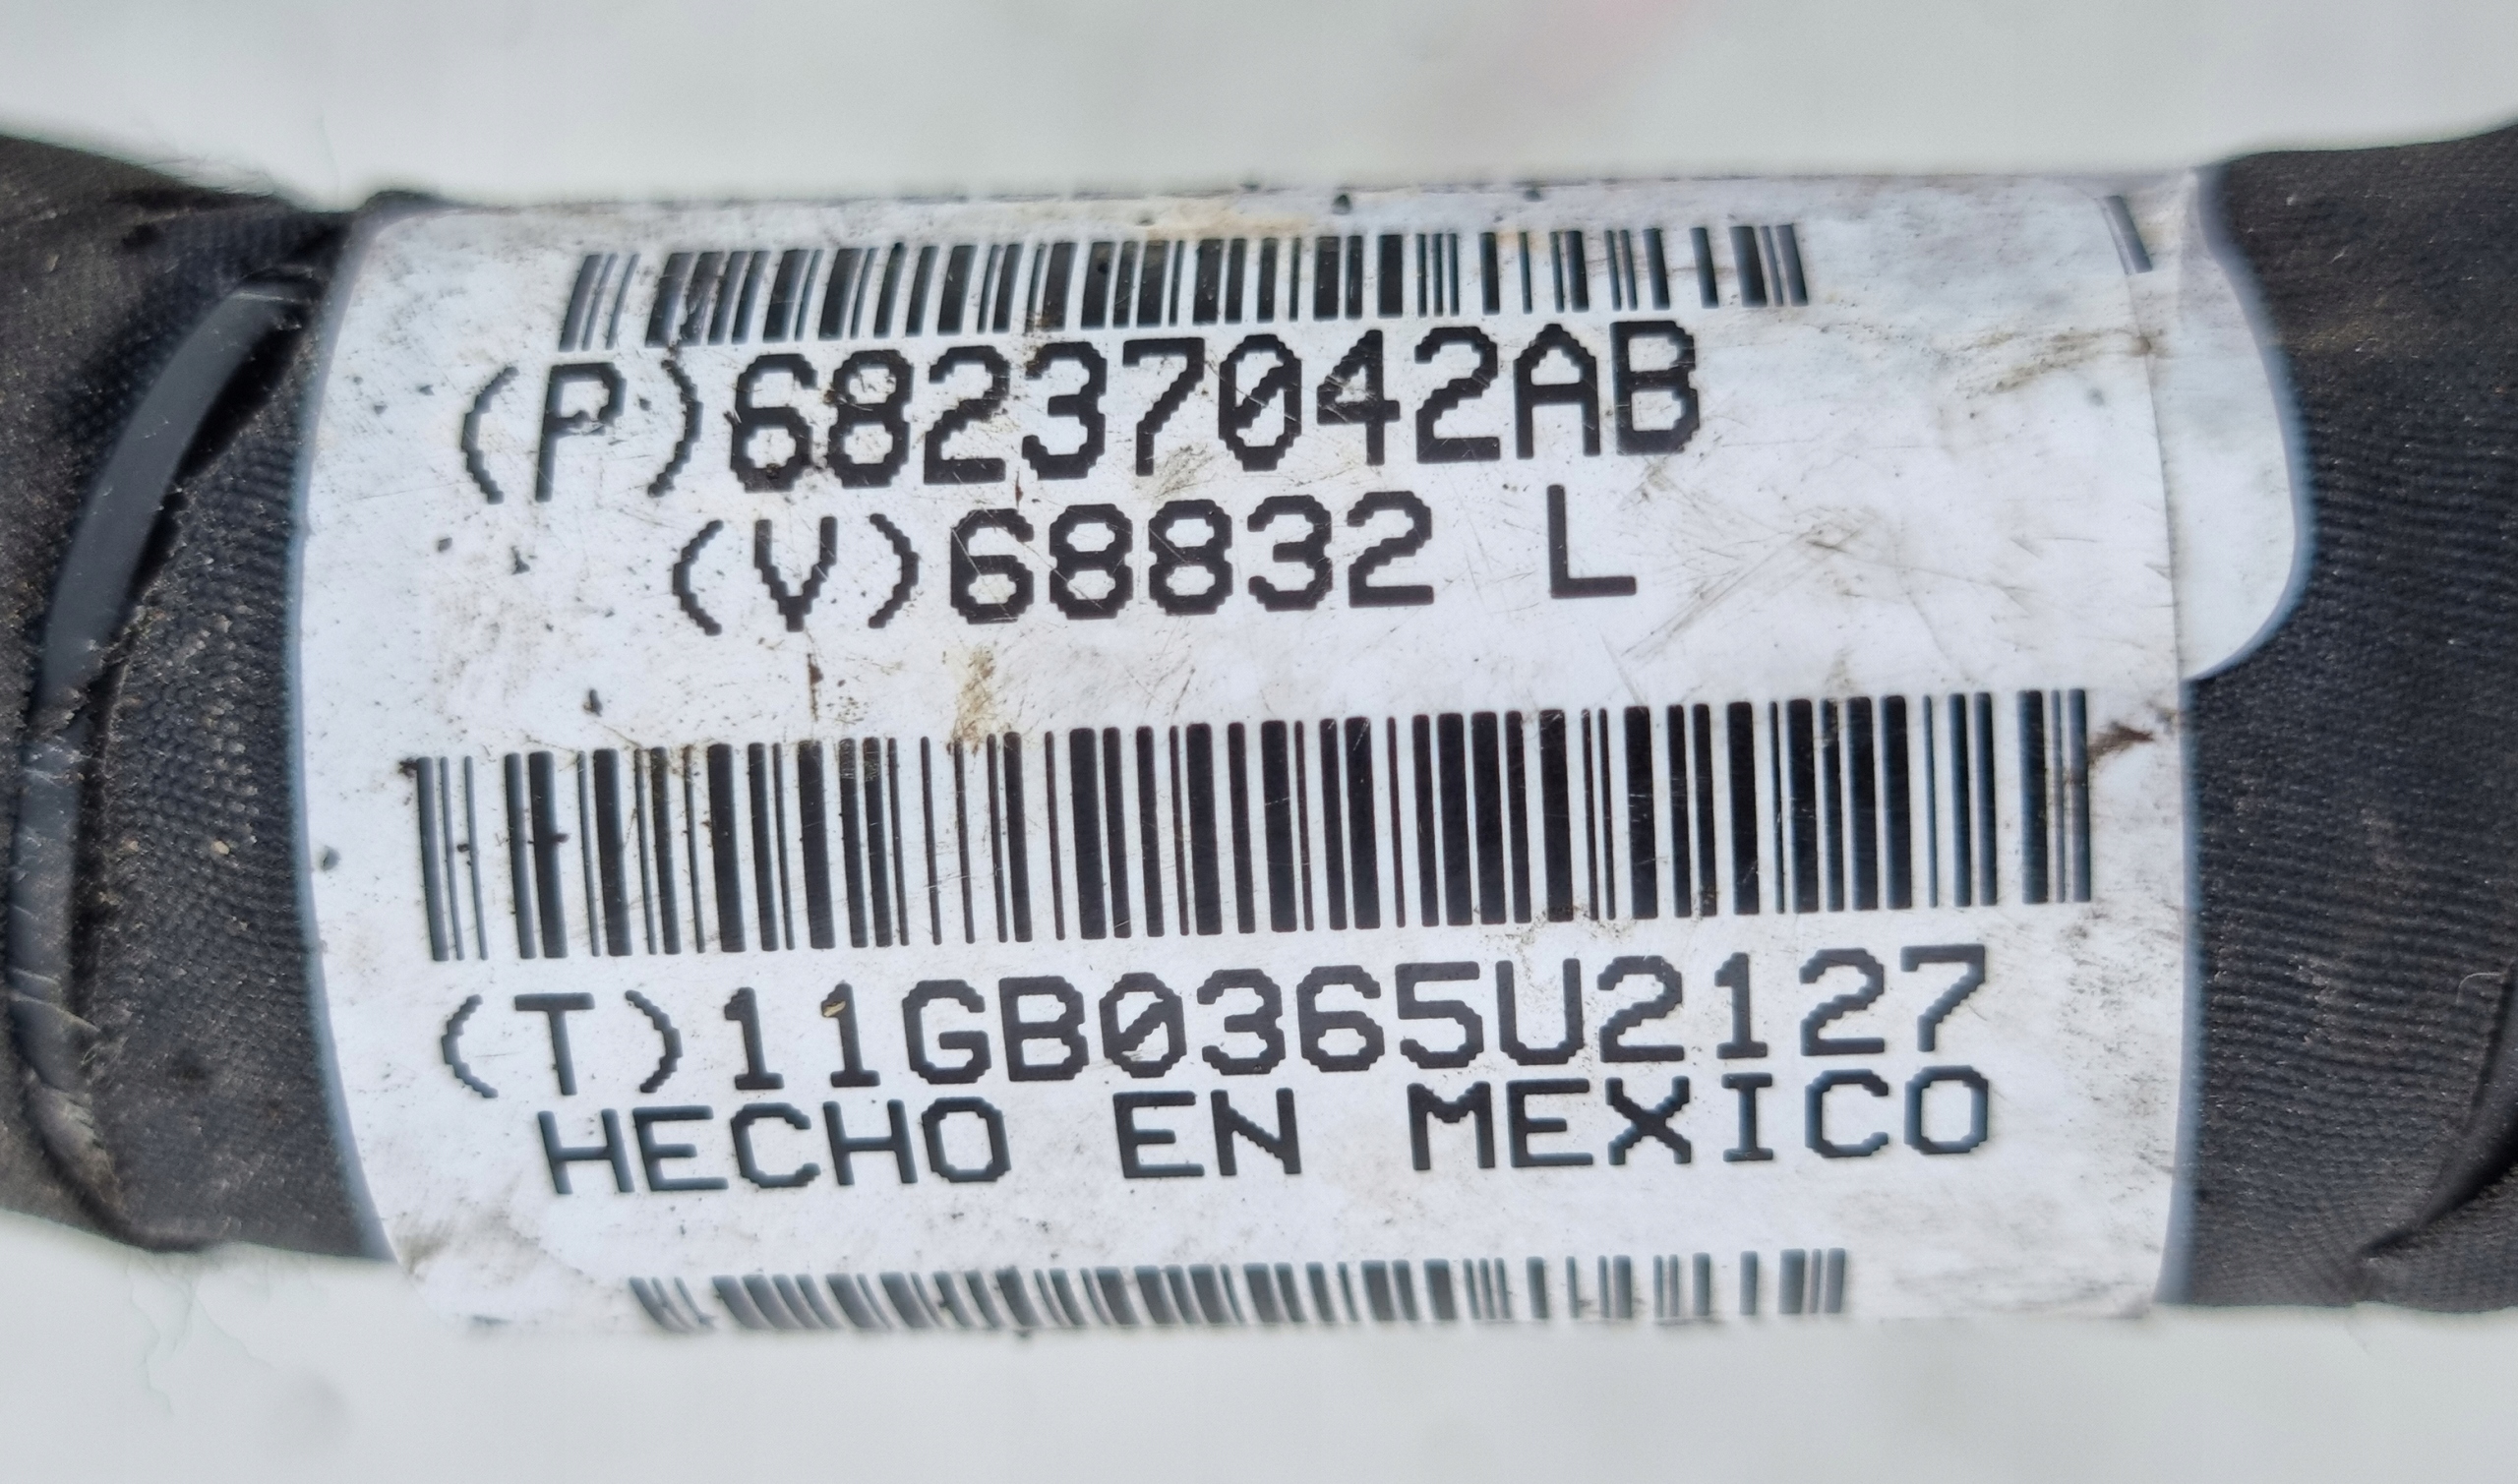 (P)68237042AB
(V)68832 L
(T)11GB0365U2127
HECHO EN MEXICO